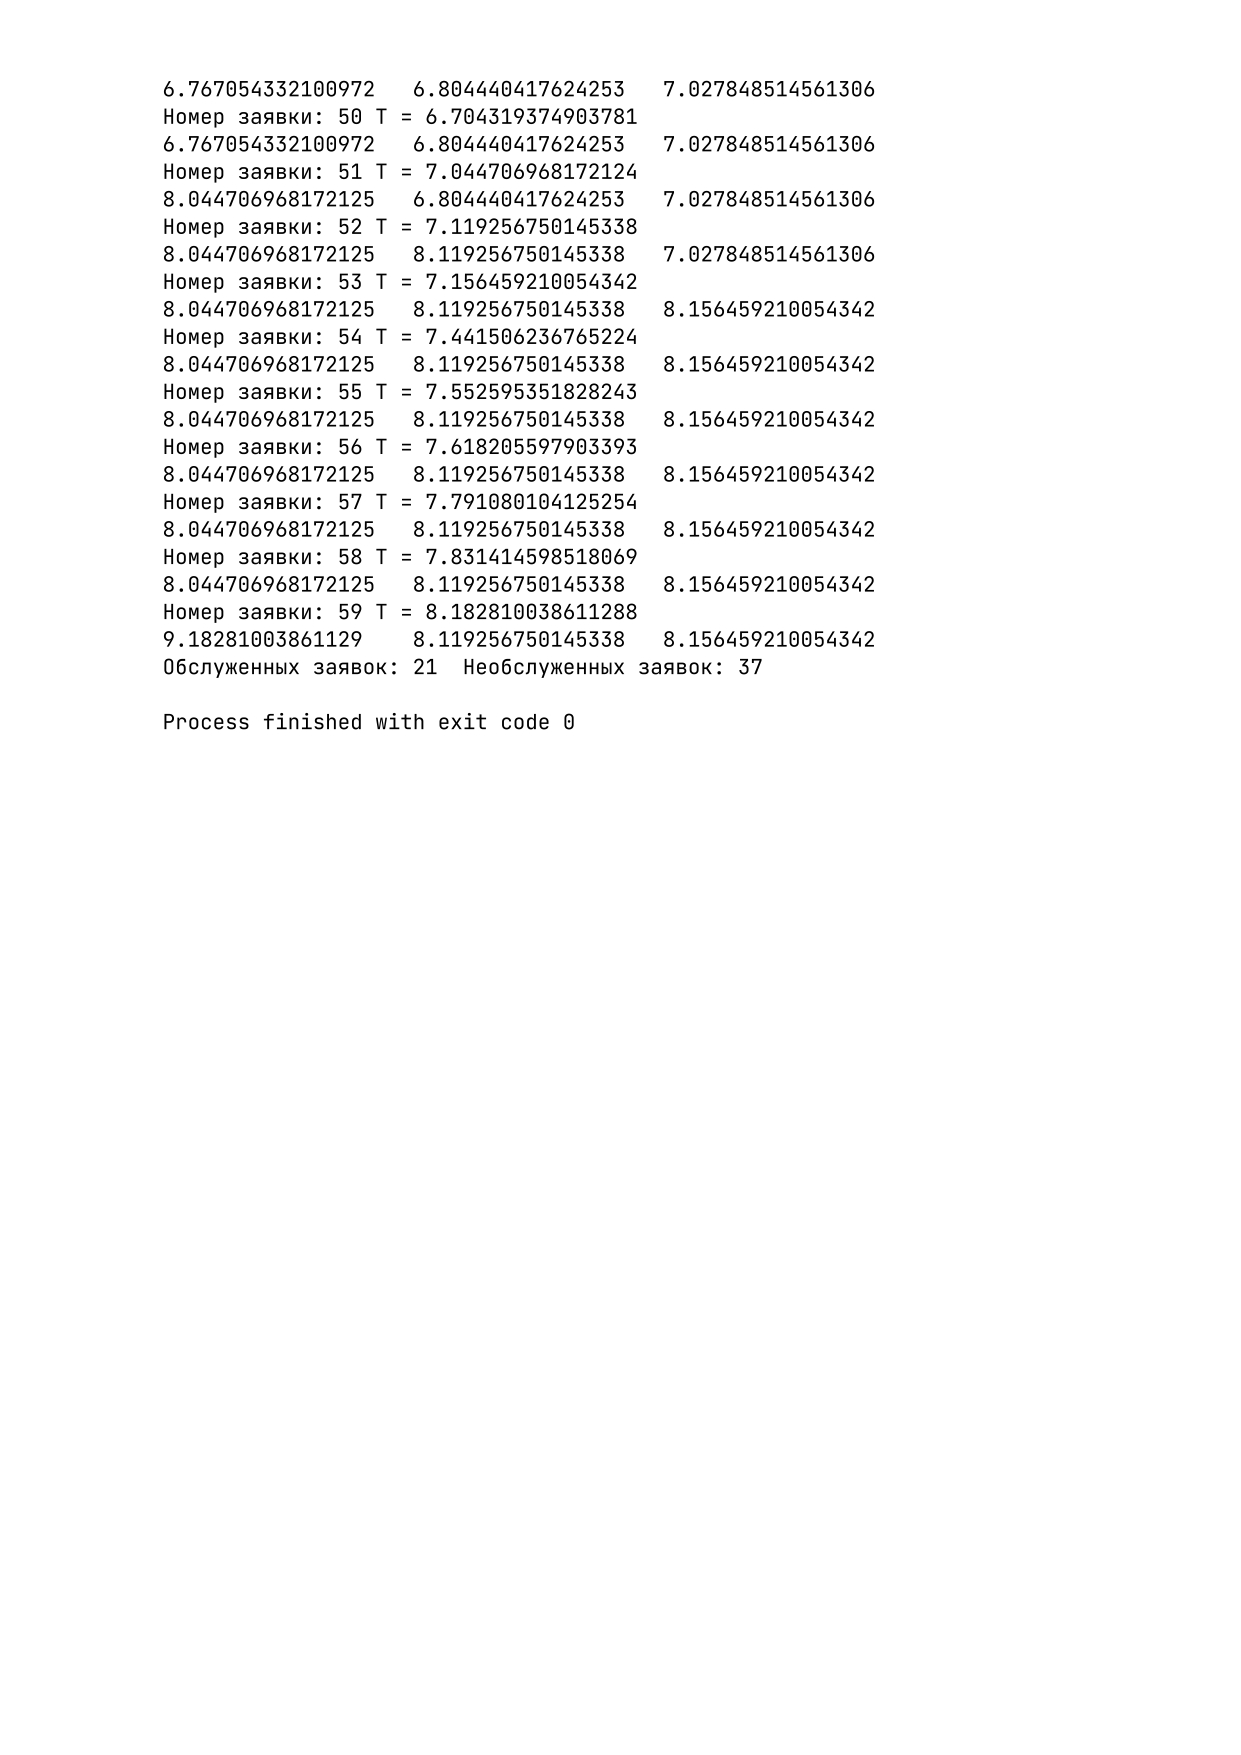 6.767054332100972   6.804440417624253   7.027848514561306
Номер заявки: 50 T = 6.704319374903781
6.767054332100972   6.804440417624253   7.027848514561306
Номер заявки: 51 T = 7.044706968172124
8.044706968172125   6.804440417624253   7.027848514561306
Номер заявки: 52 T = 7.119256750145338
8.044706968172125   8.119256750145338   7.027848514561306
Номер заявки: 53 T = 7.156459210054342
8.044706968172125   8.119256750145338   8.156459210054342
Номер заявки: 54 T = 7.441506236765224
8.044706968172125   8.119256750145338   8.156459210054342
Номер заявки: 55 T = 7.552595351828243
8.044706968172125   8.119256750145338   8.156459210054342
Номер заявки: 56 T = 7.618205597903393
8.044706968172125   8.119256750145338   8.156459210054342
Номер заявки: 57 T = 7.791080104125254
8.044706968172125   8.119256750145338   8.156459210054342
Номер заявки: 58 T = 7.831414598518069
8.044706968172125   8.119256750145338   8.156459210054342
Номер заявки: 59 T = 8.182810038611288
9.18281003861129    8.119256750145338   8.156459210054342
Обслуженных заявок: 21  Необслуженных заявок: 37
Process finished with exit code 0